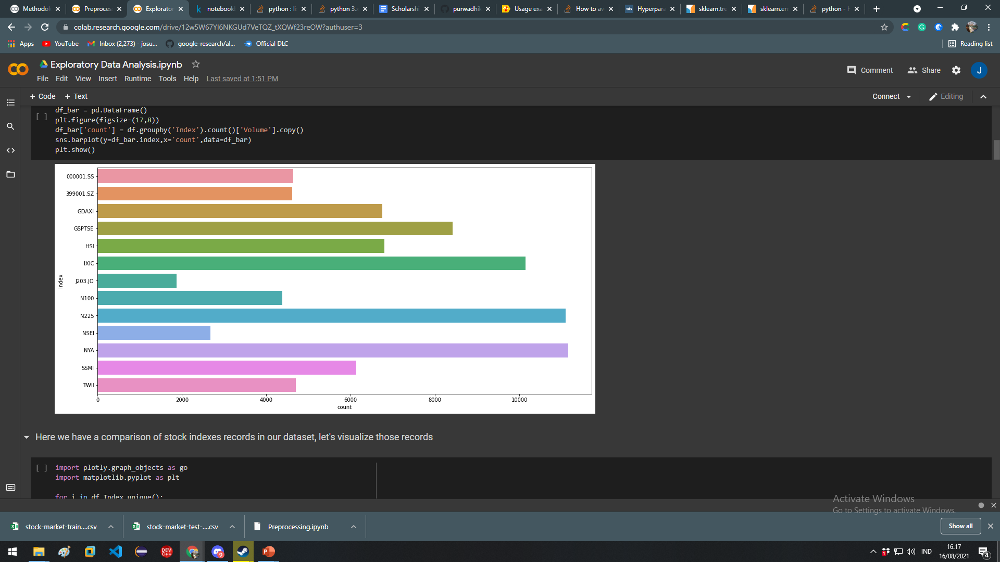 Methodol
Preproces
Explorator
notebook
python : li
python 3.
Scholarshi
purwadhik
Usage exa
How to av
Hyperpara
sklearn.tre
sklearn.en
python - 
colab.research.google.com/drive/12w5W67Yl6NKGUd7VeTQZ_tXQWf23reOW?authuser=3
Apps
YouTube
Inbox (2,273) - josu...
google-research/al...
Official DLC
Reading list
Exploratory Data Analysis.ipynb
Comment
Share
J
File Edit View Insert Runtime Tools Help Last saved at 1:51 PM
+ Code + Text
Connect
Editing
[ ]
df_bar = pd.DataFrame()
plt.figure(figsize=(17,8))
df_bar['count'] = df.groupby('Index').count()['Volume'].copy()
sns.barplot(y=df_bar.index,x='count',data=df_bar)
plt.show()
000001.SS
399001.SZ
GDAXI
GSPTSE
HSI
IXIC
J203.JO
N100
N225
NSEI
NYA
SSMI
TWII
Index
0 2000 4000 6000 8000 10000
count
Here we have a comparison of stock indexes records in our dataset, let's visualize those records
[ ]
import plotly.graph_objects as go
import matplotlib.pyplot as plt
for i in df.Index.unique():
Activate Windows
Go to Settings to activate Windows.
stock-market-train....csv
stock-market-test-....csv
Preprocessing.ipynb
Show all
DEV
C++
9
1
IND
16.17
16/08/2021
4